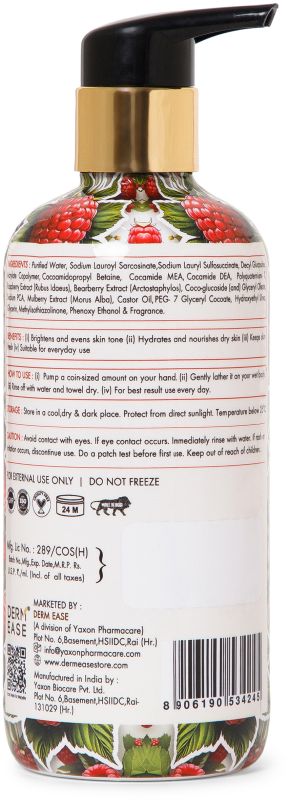 INGREDIENTS: Purified Water, Sodium Lauroyl Sarcosinate,Sodium Lauryl Sulfosuccinate, Decyl Glucoside
Copolymer, Cocoamidopropyl Betaine, Cocamide MEA, Cocamide DEA,
Extract (Rubus Idaeus), Bearberry Extract (Arctostaphylos), Coco-glucoside (and) Glyceryl
Sodium PCA, Mulberry Extract (Morus Alba), Castor Oil, PEG- 7 Glyceryl Cocoate, Hydroxyethyl
Methylisothiazolinone, Phenoxy Ethonol & Fragrance.
BENEFITS : (i) Brightens and evens skin tone (ii) Hydrates and nourishes dry skin (iii) Keeps
(iv) Suitable for everyday use
HOW TO USE : (i) Pump a coin-sized amount on your hand. (ii) Gently lather it on your wet body
(iii) Rinse off with water and towel dry. (iv) For best result use every day.
STORAGE : Store in a cool,dry & dark place. Protect from direct sunlight. Temperature below
CAUTION : Avoid contact with eyes. If eye contact occurs. Immediately rinse with water. If
occurs, discontinue use. Do a patch test before first use. Keep out of reach of children.
FOR EXTERNAL USE ONLY | DO NOT FREEZE
24 M
Mfg. Lic No.: 289/COS(H)
Batch No,Mfg,Exp. Date,M.R.P. Rs.
U.S.P. ₹./ml. (Incl. of all taxes)
DERM
EASE
MARKETED BY :
DERM EASE
(A division of Yaxon Pharmacare)
Plot No. 6,Basement,HSIIDC,Rai (Hr.)
info@yaxonpharmacare.com
www.dermeasestore.com
Manufactured in India by :
Yaxon Biocare Pvt. Ltd.
Plot No. 6,Basement,HSIIDC,Rai-
131029 (Hr.)
8 906190 534245